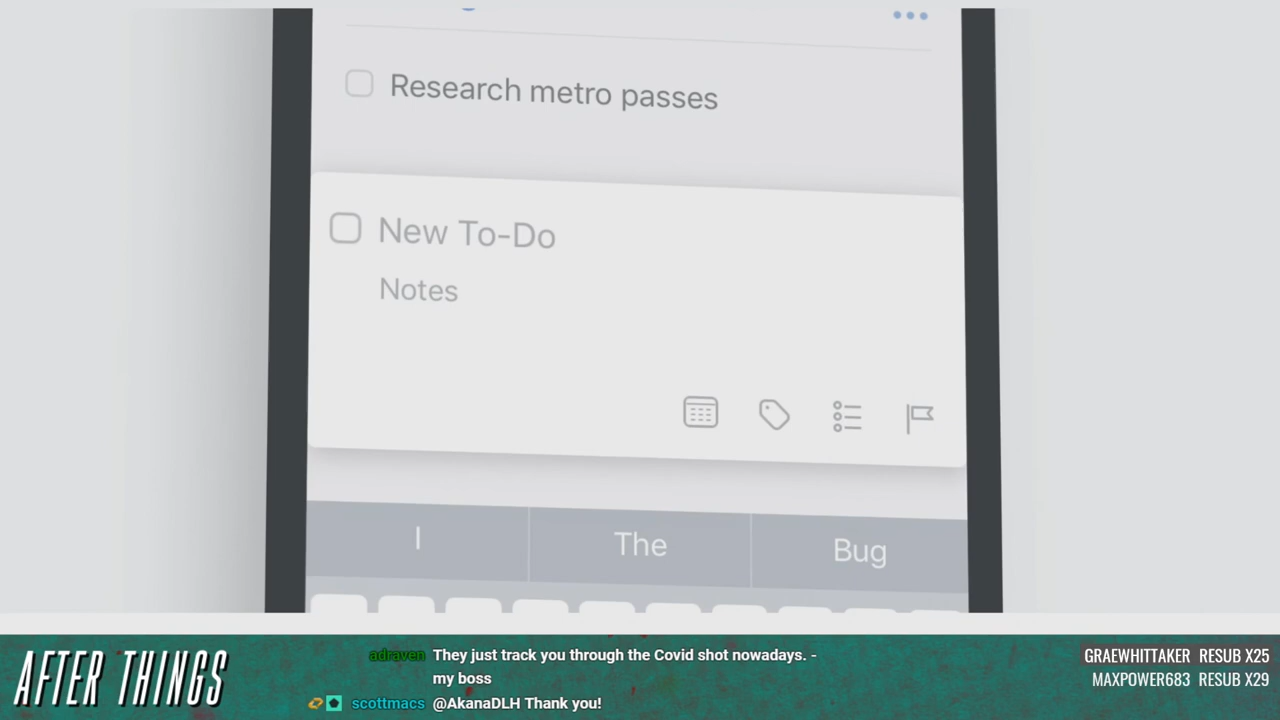 Research metro passes
New To-Do
Notes
I
The
Bug
AFTER THINGS
adraven They just track you through the Covid shot nowadays. -
my boss
scottmacs @AkanaDLH Thank you!
GRAEWHITTAKER RESUB X25
MAXPOWER683 RESUB X29